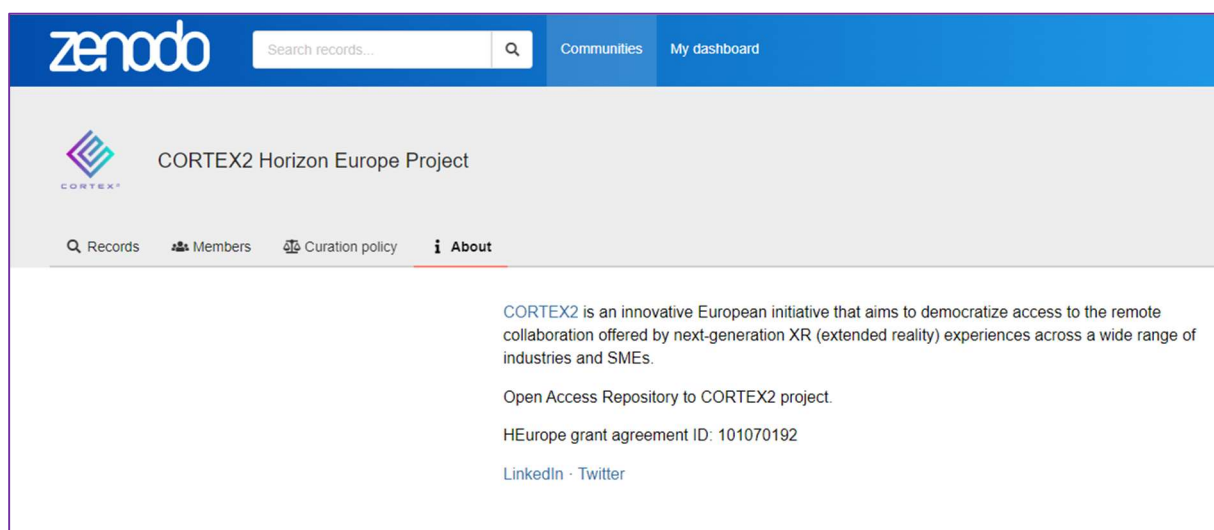 zenodo
Search records...
Communities
My dashboard
CORTEX²
CORTEX2 Horizon Europe Project
Records
Members
Curation policy
About
CORTEX2 is an innovative European initiative that aims to democratize access to the remote
collaboration offered by next-generation XR (extended reality) experiences across a wide range of
industries and SMEs.
Open Access Repository to CORTEX2 project.
HEurope grant agreement ID: 101070192
LinkedIn · Twitter